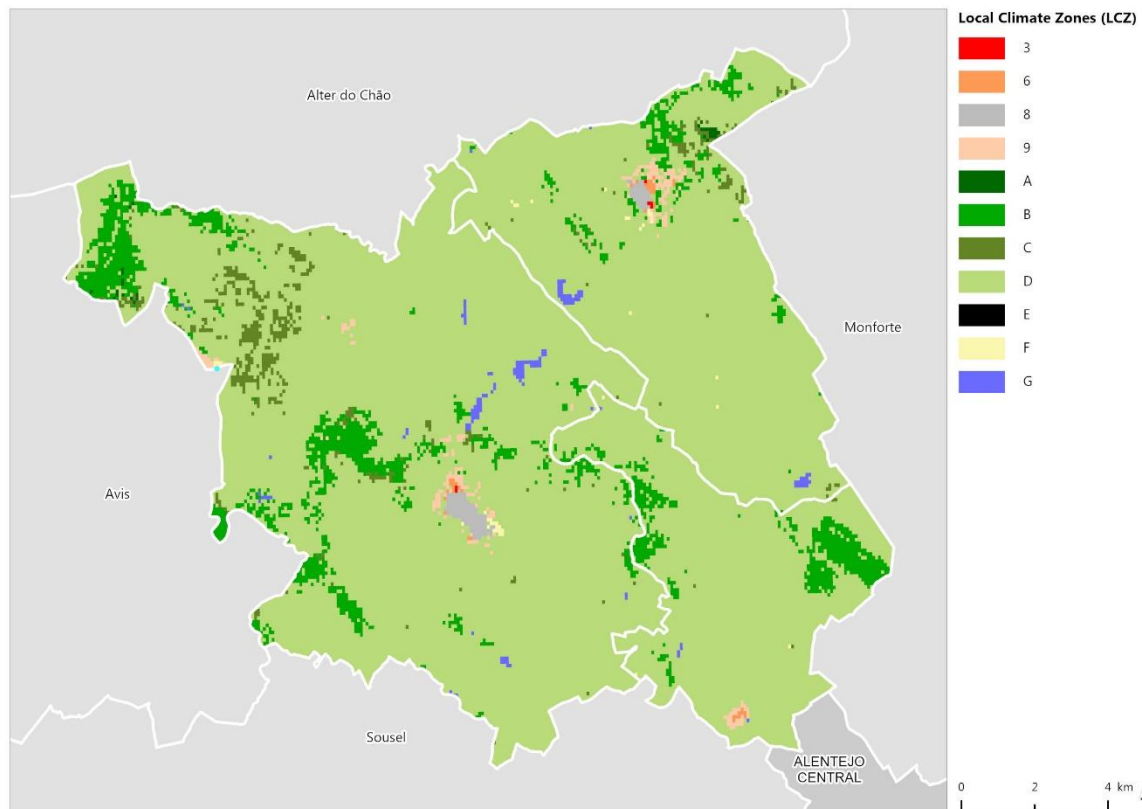 Local Climate Zones (LCZ)
3
6
8
9
A
B
C
D
E
F
G
Alter do Chão
Monforte
Avis
Sousel
ALENTEJO
CENTRAL
0 2 4 km